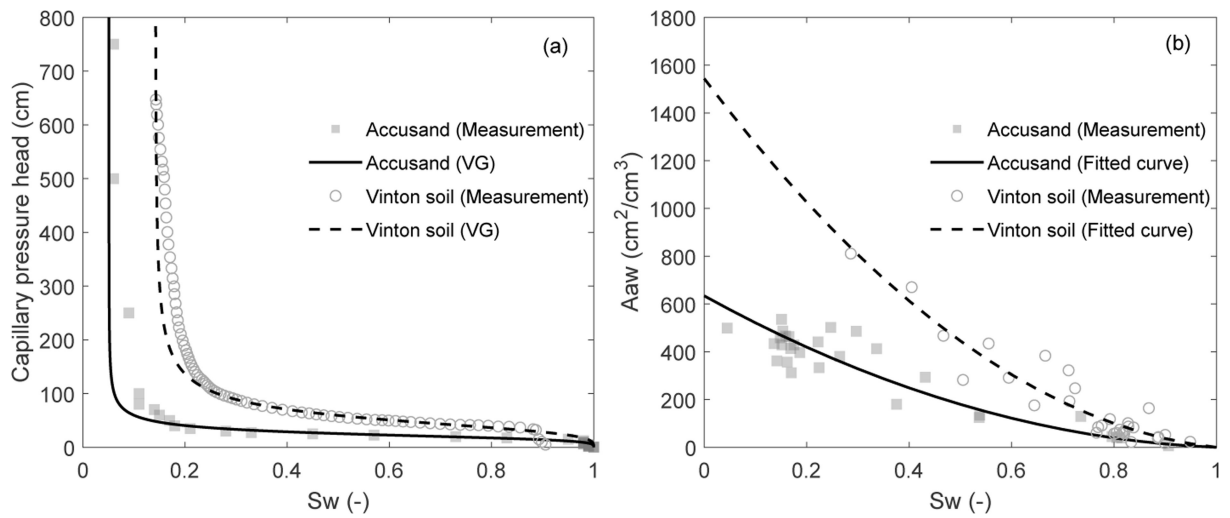 800
700
600
500
400
300
200
100
0
Capillary pressure head (cm)
(a)
Accusand (Measurement)
Accusand (VG)
Vinton soil (Measurement)
Vinton soil (VG)
0 0.2 0.4 0.6 0.8 1
Sw (-)
1800
1600
1400
1200
1000
800
600
400
200
0
Aaw (cm²/cm³)
(b)
Accusand (Measurement)
Accusand (Fitted curve)
Vinton soil (Measurement)
Vinton soil (Fitted curve)
0 0.2 0.4 0.6 0.8 1
Sw (-)